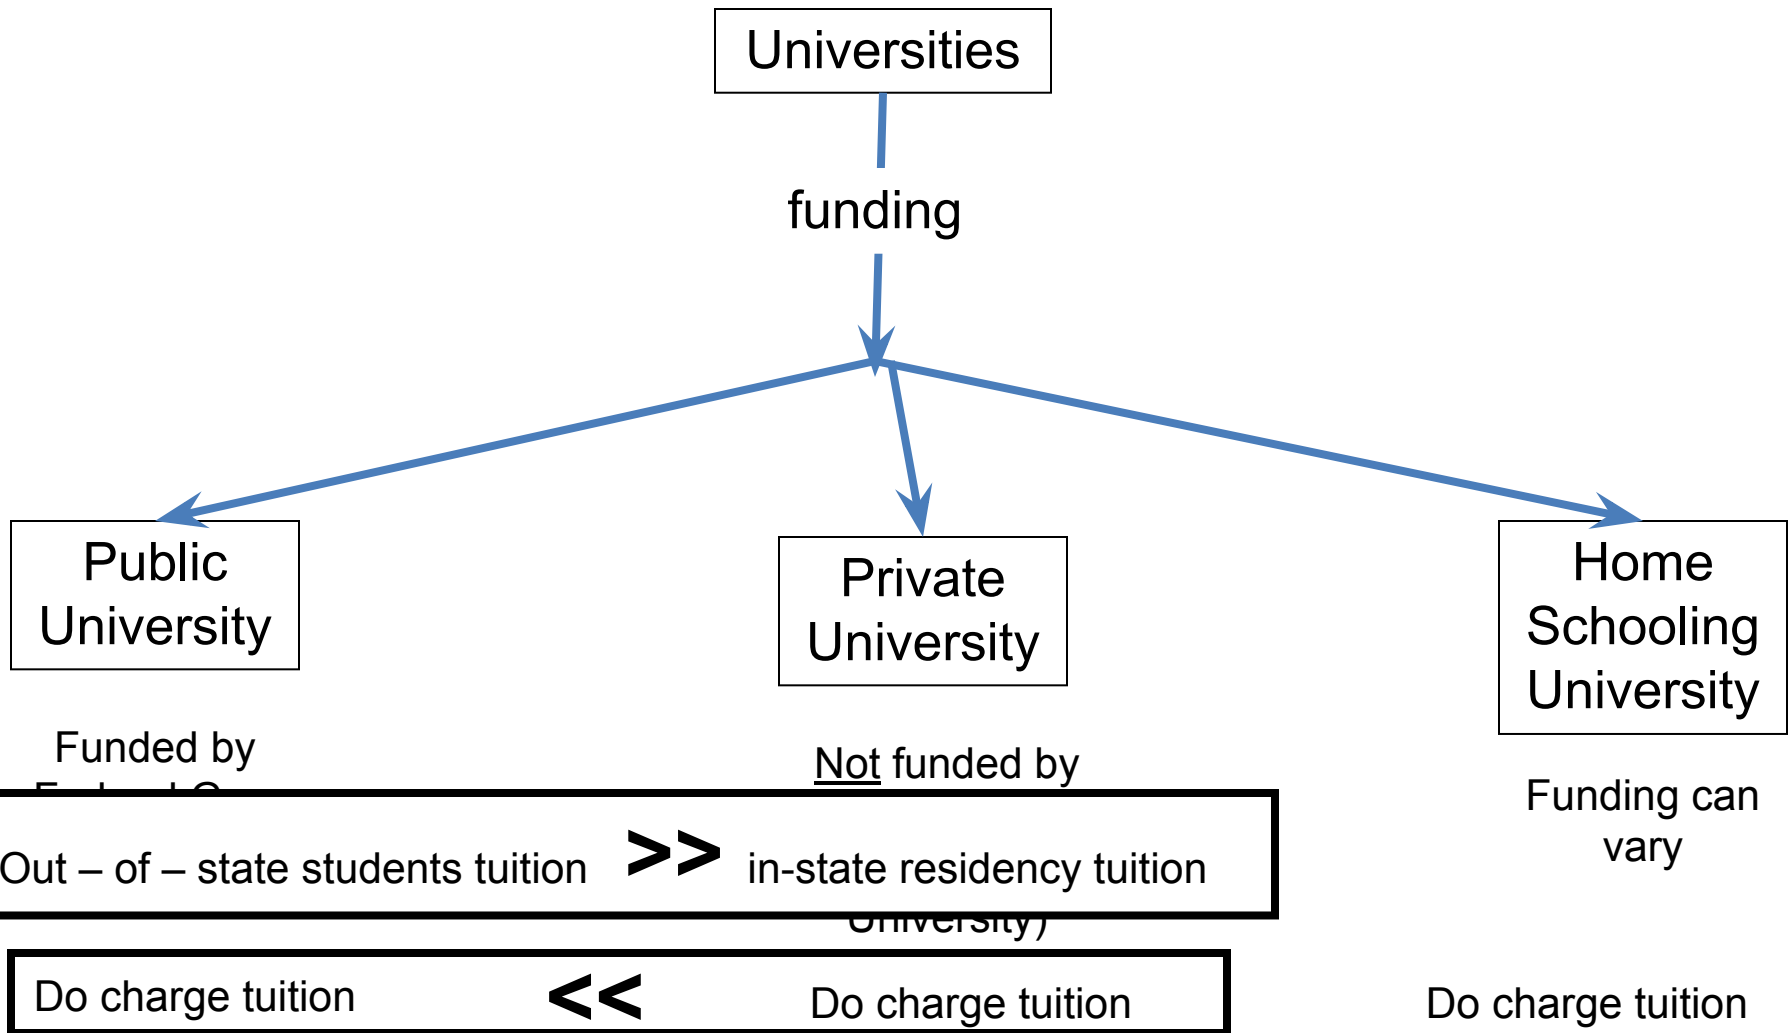 Universities
funding
Public
University
Private
University
Home
Schooling
University
Funded by
Not funded by
Funding can
vary
Out – of – state students tuition >> in-state residency tuition
University)
Do charge tuition << Do charge tuition
Do charge tuition